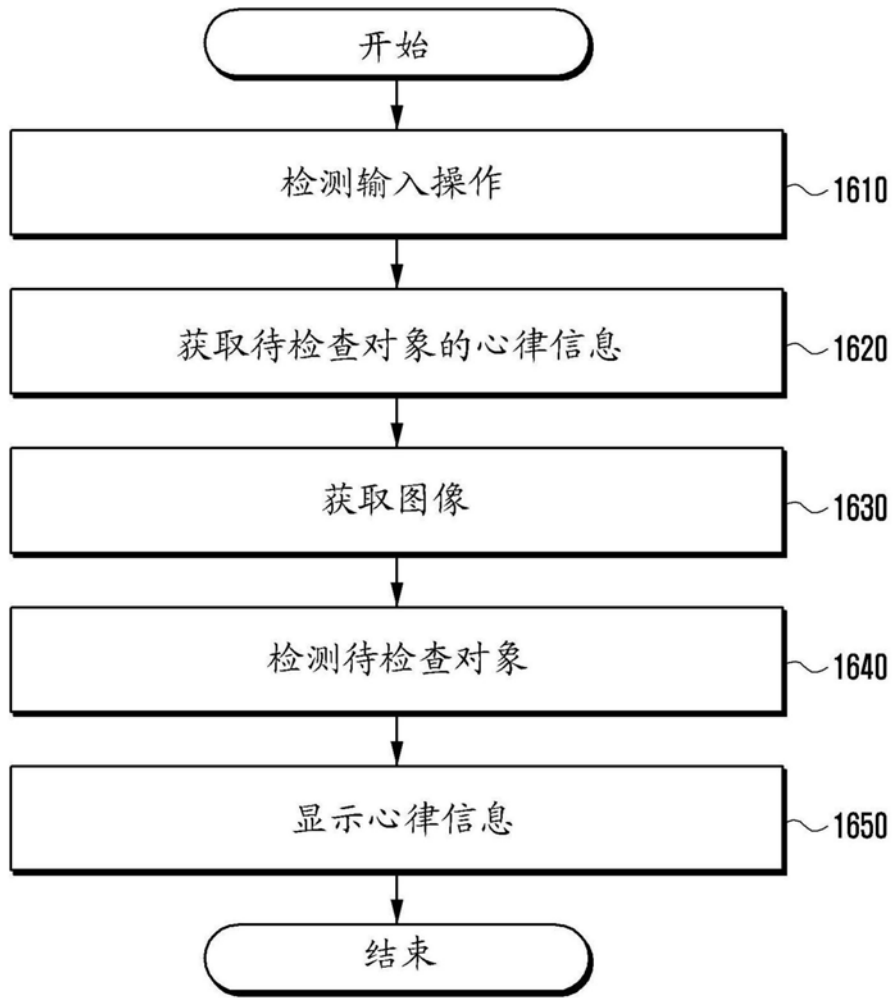 开始
检测输入操作
1610
获取待检查对象的心律信息
1620
获取图像
1630
检测待检查对象
1640
显示心律信息
1650
结束